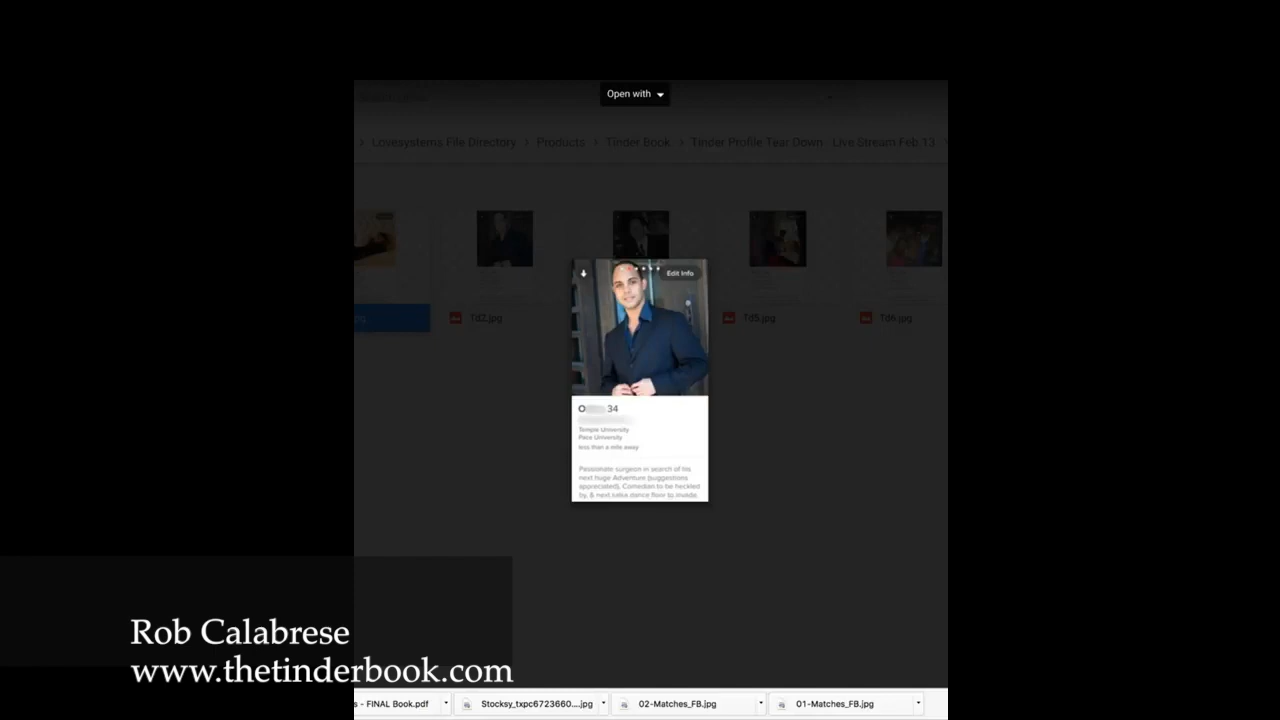 Open with
Lovesystems File Directory > Products > Tinder Book > Tinder Profile Tear Down - Live Stream Feb.13
Edit Info
Td2.jpg
Td5.jpg
Td6.jpg
O 34
Temple University
Pace University
less than a mile away
Passionate surgeon in search of his
next huge Adventure (suggestions
appreciated), Comedian to be heckled
by, & next salsa dance floor to invade
Rob Calabrese
www.thetinderbook.com
s - FINAL Book.pdf
Stocksy_txpc6723660....jpg
02-Matches_FB.jpg
01-Matches_FB.jpg